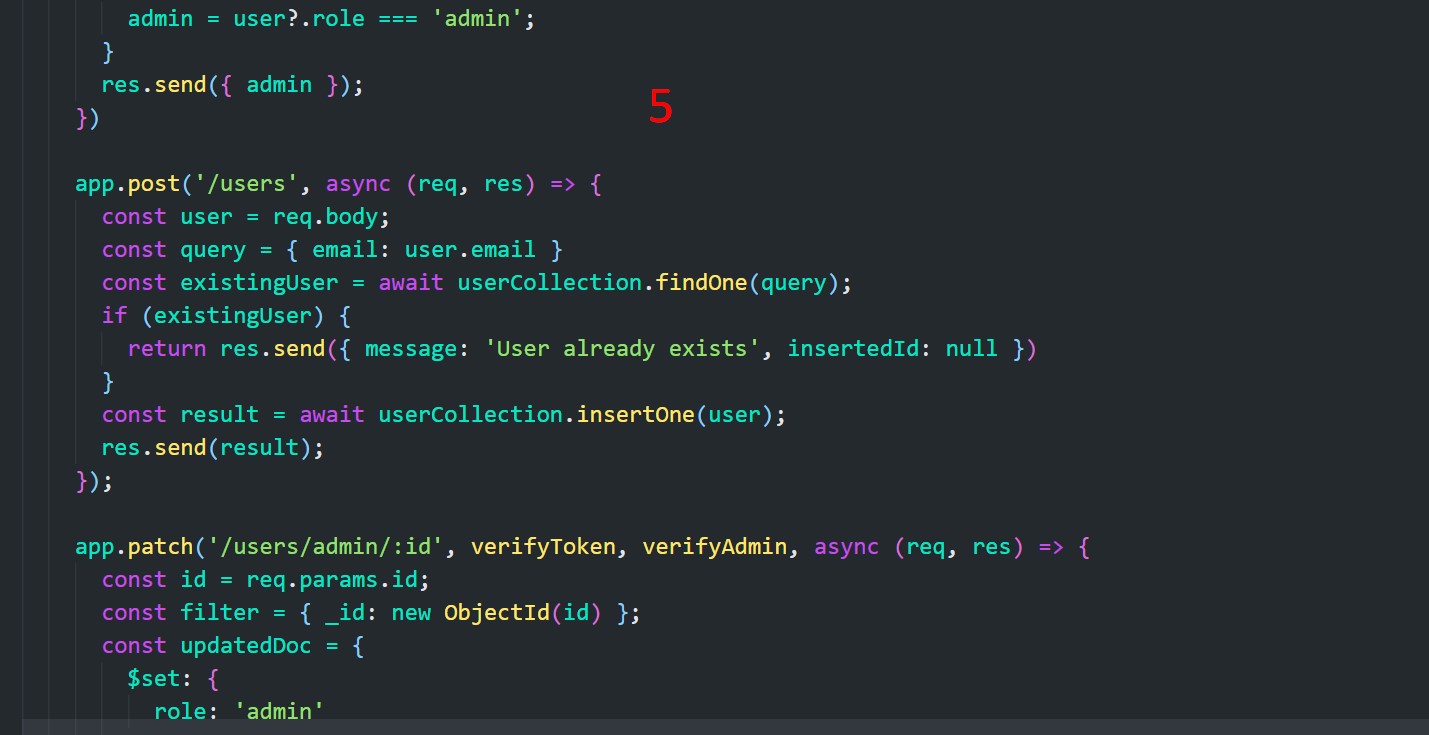 admin = user?.role === 'admin';
}
res.send({ admin });
5
})
app.post('/users', async (req, res) => {
const user = req.body;
const query = { email: user.email }
const existingUser = await userCollection.findOne(query);
if (existingUser) {
return res.send({ message: 'User already exists', insertedId: null })
}
const result = await userCollection.insertOne(user);
res.send(result);
});
app.patch('/users/admin/:id', verifyToken, verifyAdmin, async (req, res) => {
const id = req.params.id;
const filter = { _id: new ObjectId(id) };
const updatedDoc = {
$set: {
role: 'admin'